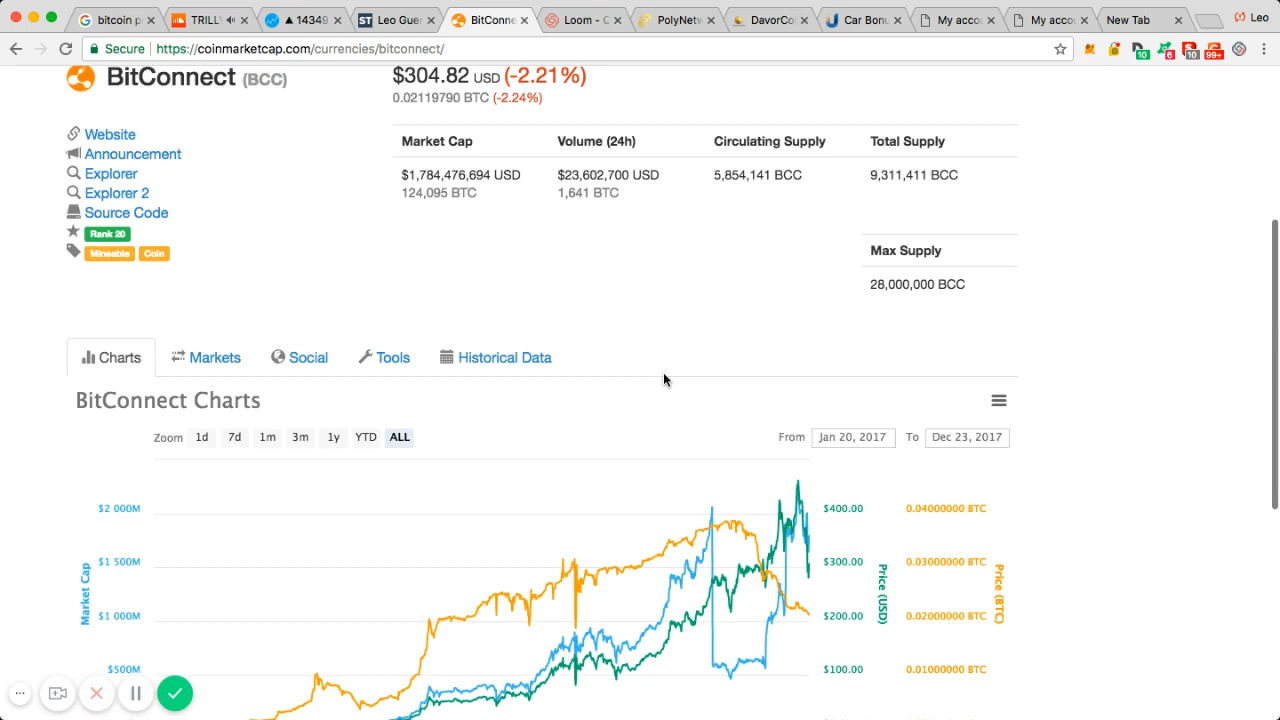 bitcoin p
TRILLV
▲ 14349
Leo Guer
BitConne
Loom - C
PolyNetw
DavorCo
Car Bonu
My accou
My accou
New Tab
Leo
Secure https://coinmarketcap.com/currencies/bitconnect/
10
6
10
99+
BitConnect (BCC)
$304.82 USD (-2.21%)
0.02119790 BTC (-2.24%)
Website
Announcement
Explorer
Explorer 2
Source Code
Rank 20
Mineable Coin
Market Cap Volume (24h) Circulating Supply Total Supply
$1,784,476,694 USD $23,602,700 USD 5,854,141 BCC 9,311,411 BCC
124,095 BTC 1,641 BTC
Max Supply
28,000,000 BCC
Charts Markets Social Tools Historical Data
BitConnect Charts
Zoom 1d 7d 1m 3m 1y YTD ALL From Jan 20, 2017 To Dec 23, 2017
$2 000M $400.00 0.04000000 BTC
$1 500M $300.00 0.03000000 BTC
Market Cap Price (USD) Price (BTC)
$1 000M $200.00 0.02000000 BTC
$500M $100.00 0.01000000 BTC